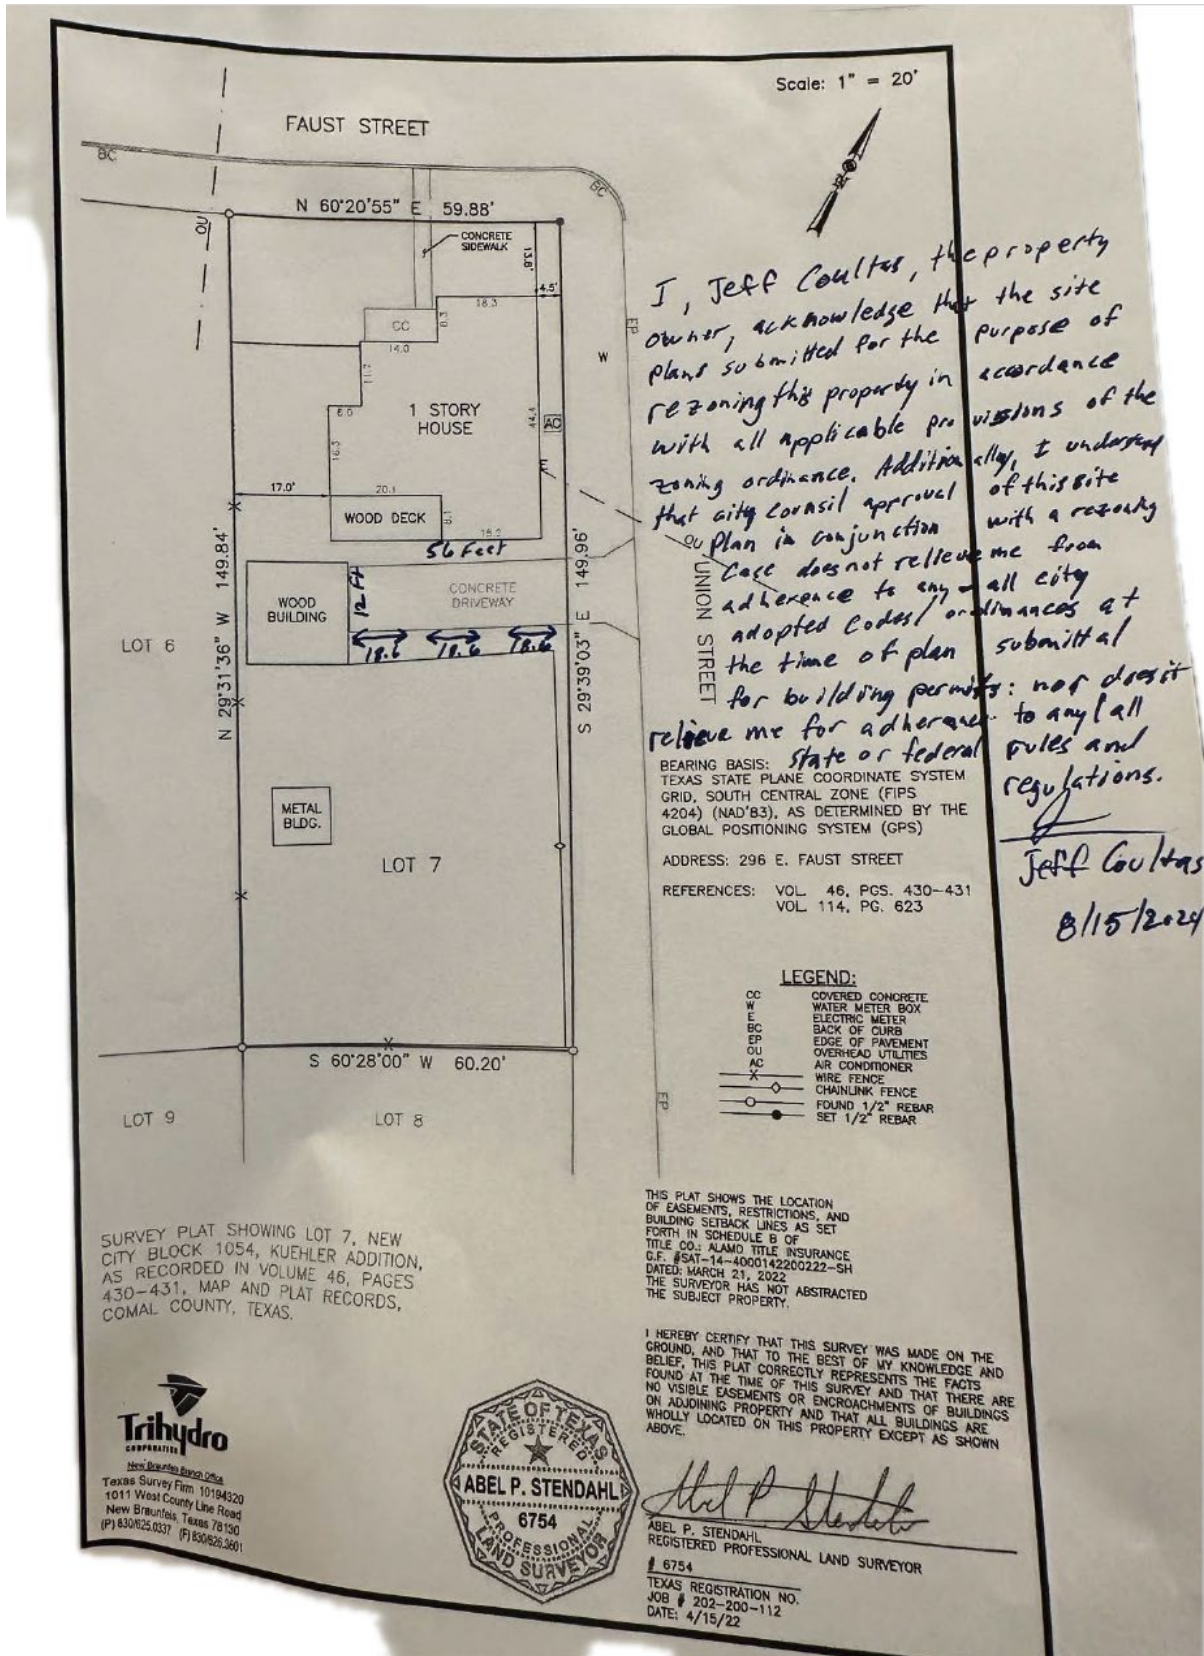 Scale: 1" = 20'
FAUST STREET
BC
BC
OU
N 60°20'55" E 59.88'
CONCRETE
SIDEWALK
13.8'
4.5'
18.3
8.3
CC
14.0
11.7
EP
W
6.0
1 STORY
HOUSE
44.4
AC
16.3
E
17.0'
20.1
WOOD DECK
8.1
18.2
56 Feet
OU
UNION STREET
WOOD
BUILDING
12 Ft
CONCRETE
DRIVEWAY
18.6 18.6 18.6
LOT 6
N 29°31'36" W 149.84'
S 29°39'03" E 149.96'
METAL
BLDG.
LOT 7
S 60°28'00" W 60.20'
LOT 9
LOT 8
EP
I, Jeff Coultas, the property
owner, acknowledge that the site
plans submitted for the purpose of
rezoning this property in accordance
with all applicable provissions of the
zoning ordinance. Additionally, I understand
that city counsil approval of this site
plan in conjunction with a rezoning
Case does not relieve me from
adherence to any - all city
adopted Codes/ ordinances at
the time of plan submittal
for building permits: nor does it
relieve me for adherance to any/all
state or federal rules and
regulations.
Jeff Coultas
8/15/2024
BEARING BASIS:
TEXAS STATE PLANE COORDINATE SYSTEM
GRID, SOUTH CENTRAL ZONE (FIPS
4204) (NAD'83), AS DETERMINED BY THE
GLOBAL POSITIONING SYSTEM (GPS)
ADDRESS: 296 E. FAUST STREET
REFERENCES: VOL. 46, PGS. 430-431
VOL. 114, PG. 623
LEGEND:
CC COVERED CONCRETE
W WATER METER BOX
E ELECTRIC METER
BC BACK OF CURB
EP EDGE OF PAVEMENT
OU OVERHEAD UTILITIES
AC AIR CONDITIONER
X WIRE FENCE
CHAINLINK FENCE
FOUND 1/2" REBAR
SET 1/2" REBAR
SURVEY PLAT SHOWING LOT 7, NEW
CITY BLOCK 1054, KUEHLER ADDITION,
AS RECORDED IN VOLUME 46, PAGES
430-431, MAP AND PLAT RECORDS,
COMAL COUNTY, TEXAS.
THIS PLAT SHOWS THE LOCATION
OF EASEMENTS, RESTRICTIONS, AND
BUILDING SETBACK LINES AS SET
FORTH IN SCHEDULE B OF
TITLE CO.: ALAMO TITLE INSURANCE
G.F. #SAT-14-4000142200222-SH
DATED: MARCH 21, 2022
THE SURVEYOR HAS NOT ABSTRACTED
THE SUBJECT PROPERTY.
I HEREBY CERTIFY THAT THIS SURVEY WAS MADE ON THE
GROUND, AND THAT TO THE BEST OF MY KNOWLEDGE AND
BELIEF, THIS PLAT CORRECTLY REPRESENTS THE FACTS
FOUND AT THE TIME OF THIS SURVEY AND THAT THERE ARE
NO VISIBLE EASEMENTS OR ENCROACHMENTS OF BUILDINGS
ON ADJOINING PROPERTY AND THAT ALL BUILDINGS ARE
WHOLLY LOCATED ON THIS PROPERTY EXCEPT AS SHOWN
ABOVE.
Trihydro
CORPORATION
New Braunfels Branch Office
Texas Survey Firm 10194320
1011 West County Line Road
New Braunfels, Texas 78130
(P) 830/625.0337 (F) 830/626.3601
STATE OF TEXAS
REGISTERED
ABEL P. STENDAHL
6754
PROFESSIONAL
LAND SURVEYOR
Abel P. Stendahl
ABEL P. STENDAHL
REGISTERED PROFESSIONAL LAND SURVEYOR
# 6754
TEXAS REGISTRATION NO.
JOB # 202-200-112
DATE: 4/15/22